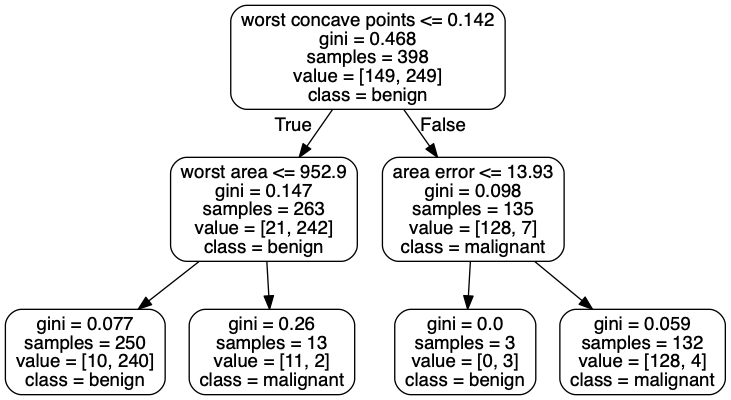 worst concave points <= 0.142
gini = 0.468
samples = 398
value = [149, 249]
class = benign
True
False
worst area <= 952.9
gini = 0.147
samples = 263
value = [21, 242]
class = benign
area error <= 13.93
gini = 0.098
samples = 135
value = [128, 7]
class = malignant
gini = 0.077
samples = 250
value = [10, 240]
class = benign
gini = 0.26
samples = 13
value = [11, 2]
class = malignant
gini = 0.0
samples = 3
value = [0, 3]
class = benign
gini = 0.059
samples = 132
value = [128, 4]
class = malignant